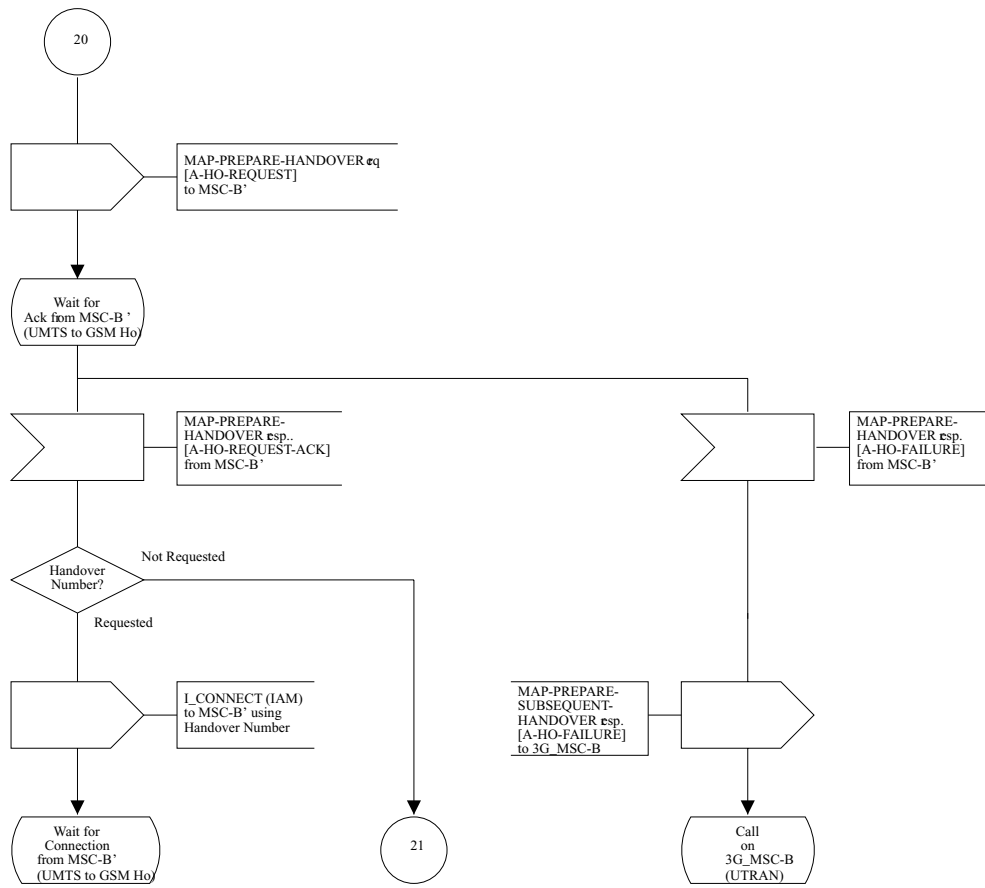 20
MAP-PREPARE-HANDOVER req
[A-HO-REQUEST]
to MSC-B’
Wait for
Ack from MSC-B ’
(UMTS to GSM Ho)
MAP-PREPARE-
HANDOVER resp..
[A-HO-REQUEST-ACK]
from MSC-B’
MAP-PREPARE-
HANDOVER resp.
[A-HO-FAILURE]
from MSC-B’
Handover
Number?
Not Requested
Requested
I_CONNECT (IAM)
to MSC-B’ using
Handover Number
MAP-PREPARE-
SUBSEQUENT-
HANDOVER resp.
[A-HO-FAILURE]
to 3G_MSC-B
Wait for
Connection
from MSC-B’
(UMTS to GSM Ho)
21
Call
on
3G_MSC-B
(UTRAN)